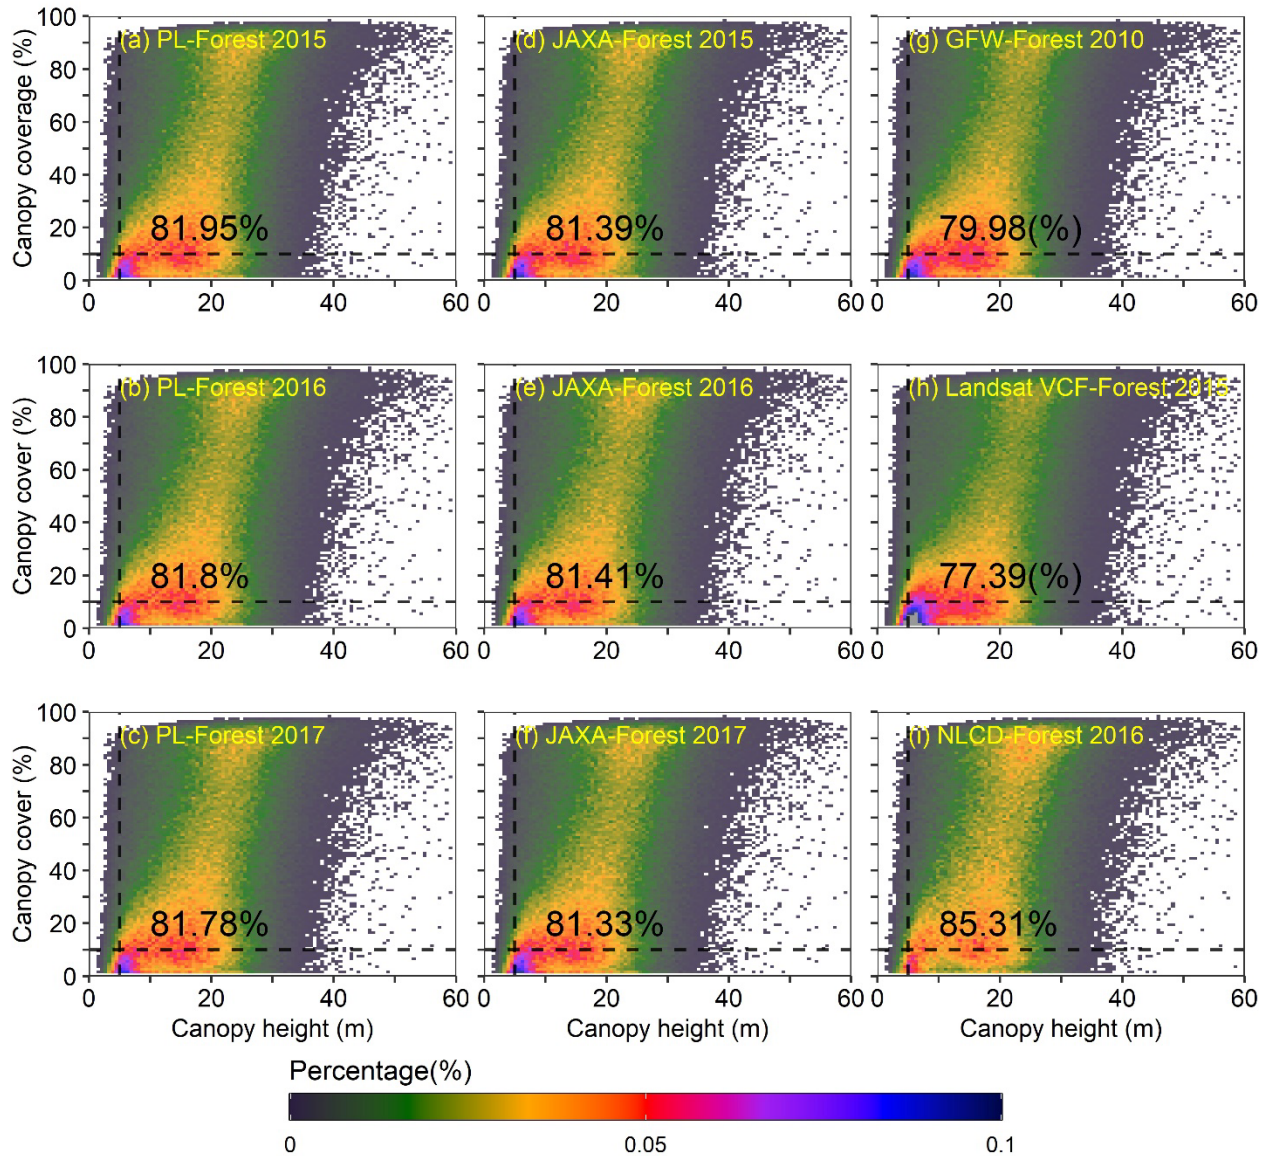 (a) PL-Forest 2015
(d) JAXA-Forest 2015
(g) GFW-Forest 2010
Canopy coverage (%)
100
80
60
40
20
0
81.95%
81.39%
79.98(%)
0 20 40 60
0 20 40 60
0 20 40 60
(b) PL-Forest 2016
(e) JAXA-Forest 2016
(h) Landsat VCF-Forest 2015
Canopy cover (%)
100
80
60
40
20
0
81.8%
81.41%
77.39(%)
0 20 40 60
0 20 40 60
0 20 40 60
(c) PL-Forest 2017
(f) JAXA-Forest 2017
(i) NLCD-Forest 2016
Canopy cover (%)
100
80
60
40
20
0
81.78%
81.33%
85.31%
0 20 40 60
0 20 40 60
0 20 40 60
Canopy height (m)
Canopy height (m)
Canopy height (m)
Percentage(%)
0 0.05 0.1